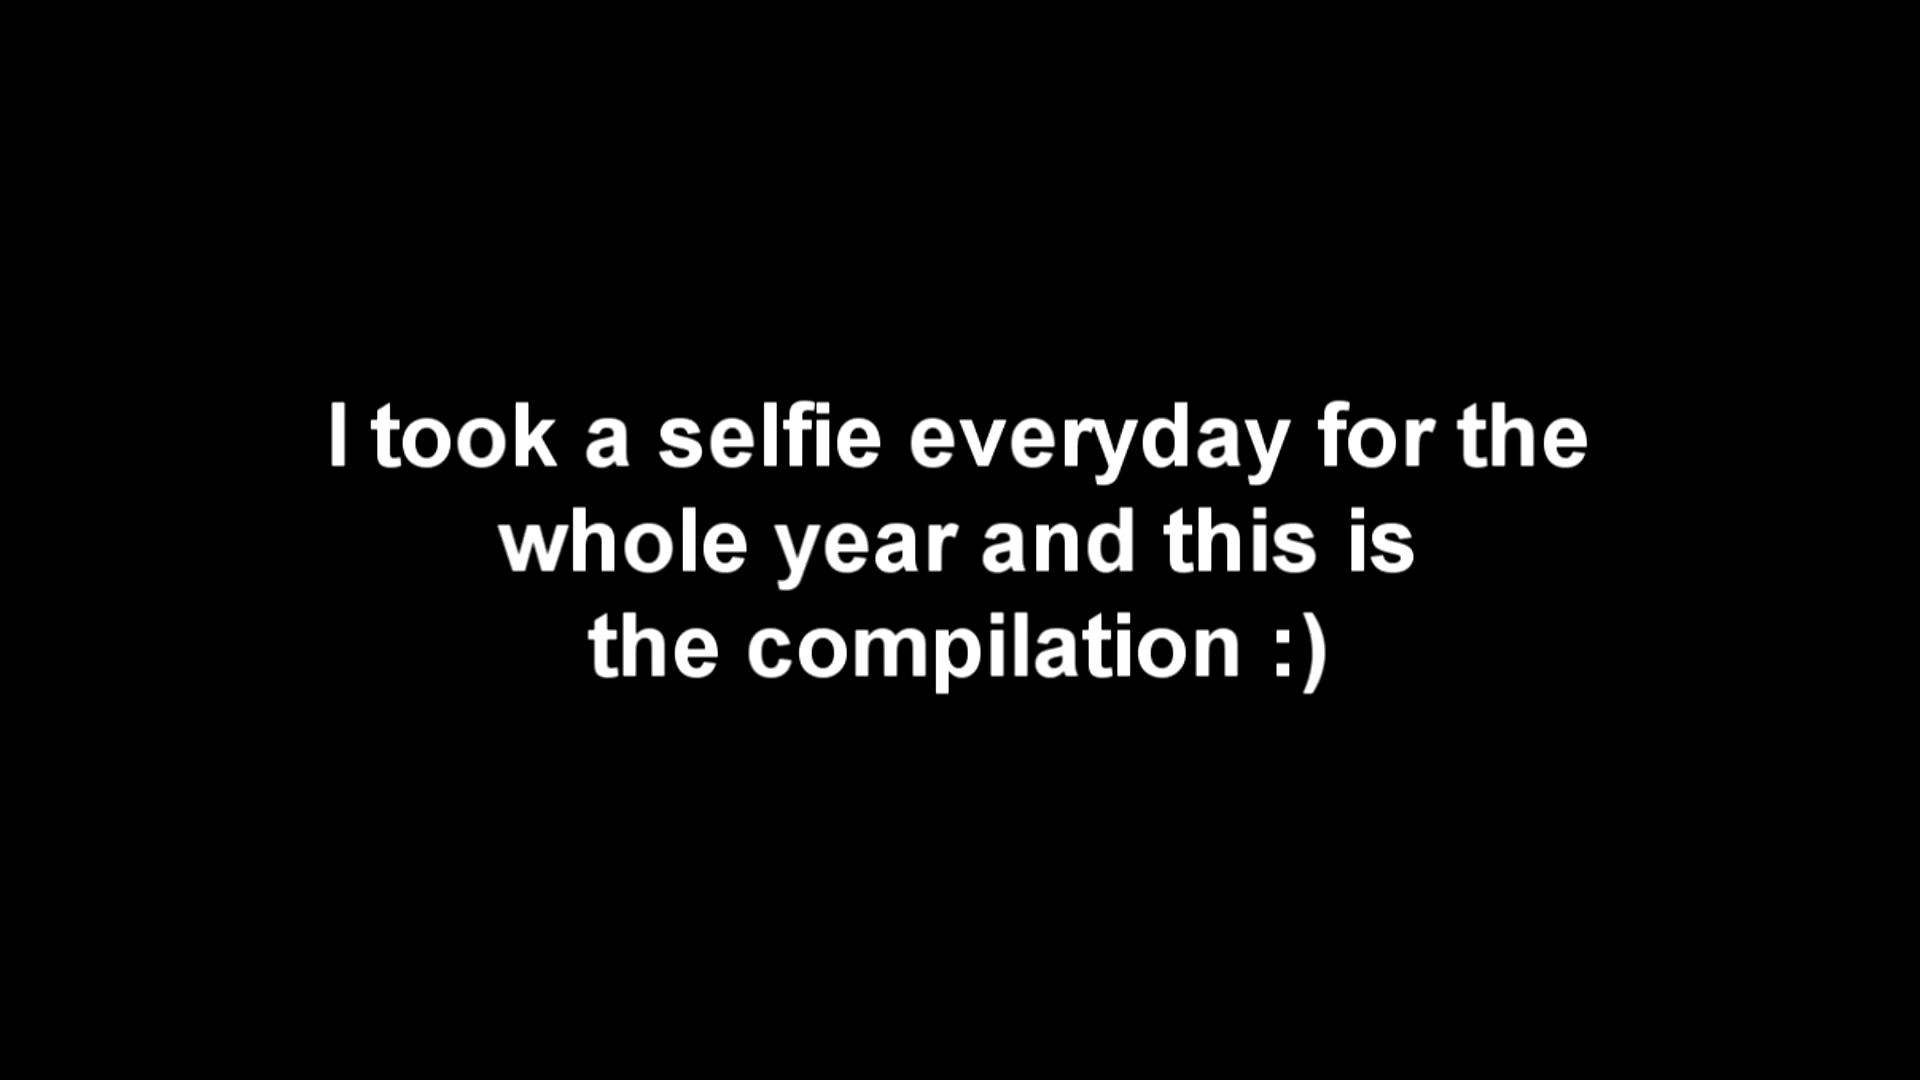 I took a selfie everyday for the
whole year and this is
the compilation :)